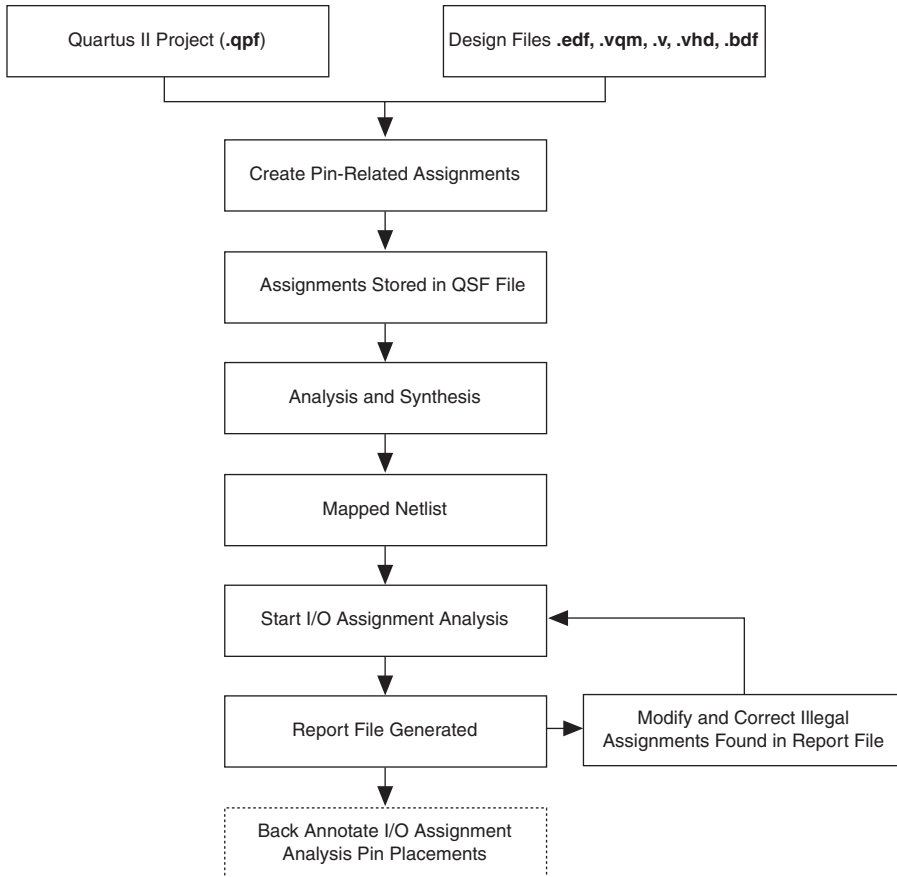 Quartus II Project (.qpf)
Design Files .edf, .vqm, .v, .vhd, .bdf
Create Pin-Related Assignments
Assignments Stored in QSF File
Analysis and Synthesis
Mapped Netlist
Start I/O Assignment Analysis
Report File Generated
Modify and Correct Illegal
Assignments Found in Report File
Back Annotate I/O Assignment
Analysis Pin Placements